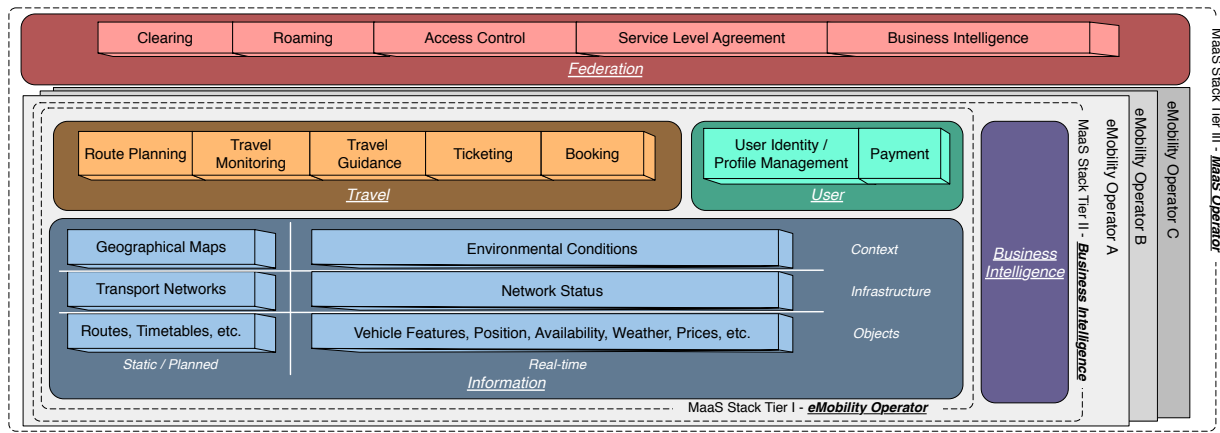 Clearing
Roaming
Access Control
Service Level Agreement
Business Intelligence
Federation
Route Planning
Travel
Monitoring
Travel
Guidance
Ticketing
Booking
Travel
User Identity /
Profile Management
Payment
User
Geographical Maps
Environmental Conditions
Context
Transport Networks
Network Status
Infrastructure
Routes, Timetables, etc.
Vehicle Features, Position, Availability, Weather, Prices, etc.
Objects
Static / Planned
Real-time
Information
Business
Intelligence
MaaS Stack Tier I - eMobility Operator
MaaS Stack Tier II - Business Intelligence
eMobility Operator A
eMobility Operator B
eMobility Operator C
MaaS Stack Tier III - MaaS Operator